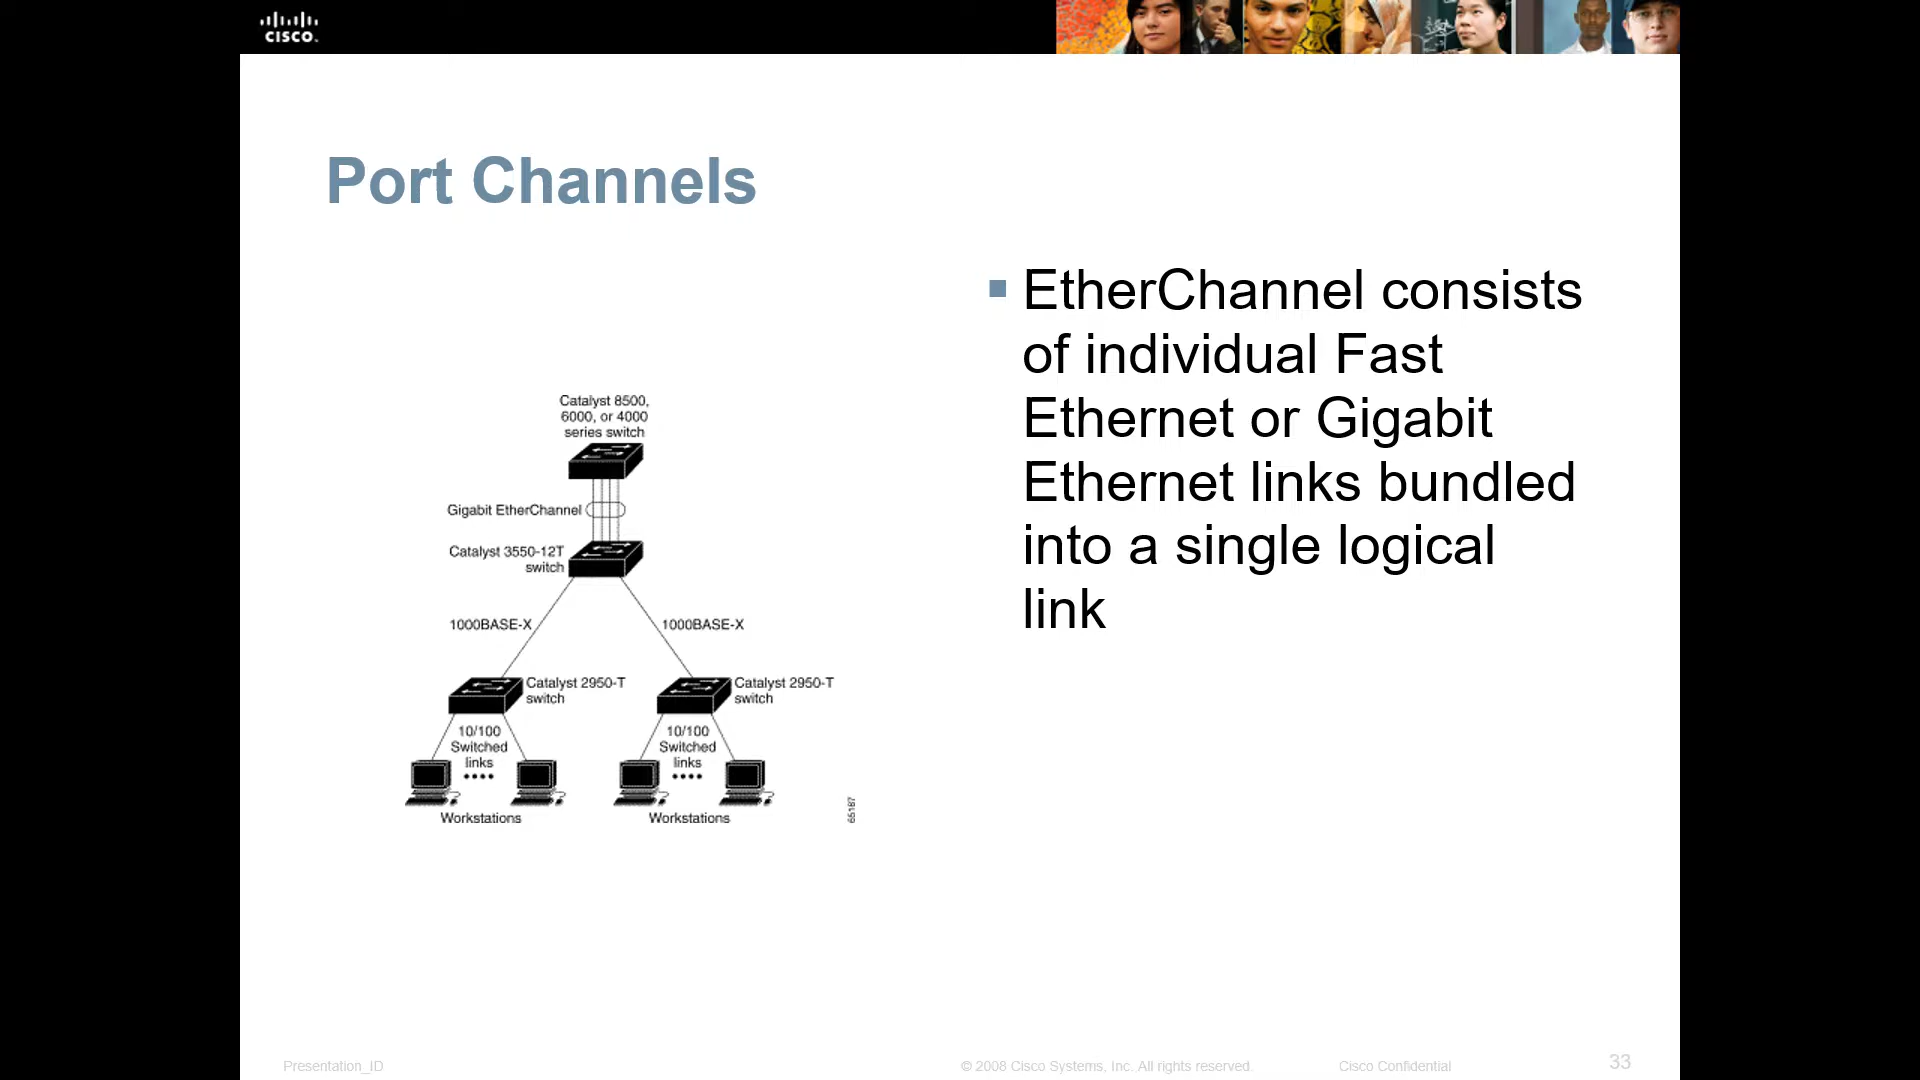 CISCO
Port Channels
EtherChannel consists
of individual Fast
Ethernet or Gigabit
Ethernet links bundled
into a single logical
link
Catalyst 8500,
6000, or 4000
series switch
Gigabit EtherChannel
Catalyst 3550-12T
switch
1000BASE-X
1000BASE-X
Catalyst 2950-T
switch
Catalyst 2950-T
switch
10/100
Switched
links
10/100
Switched
links
Workstations
Workstations
65187
Presentation_ID
© 2008 Cisco Systems, Inc. All rights reserved.
Cisco Confidential
33